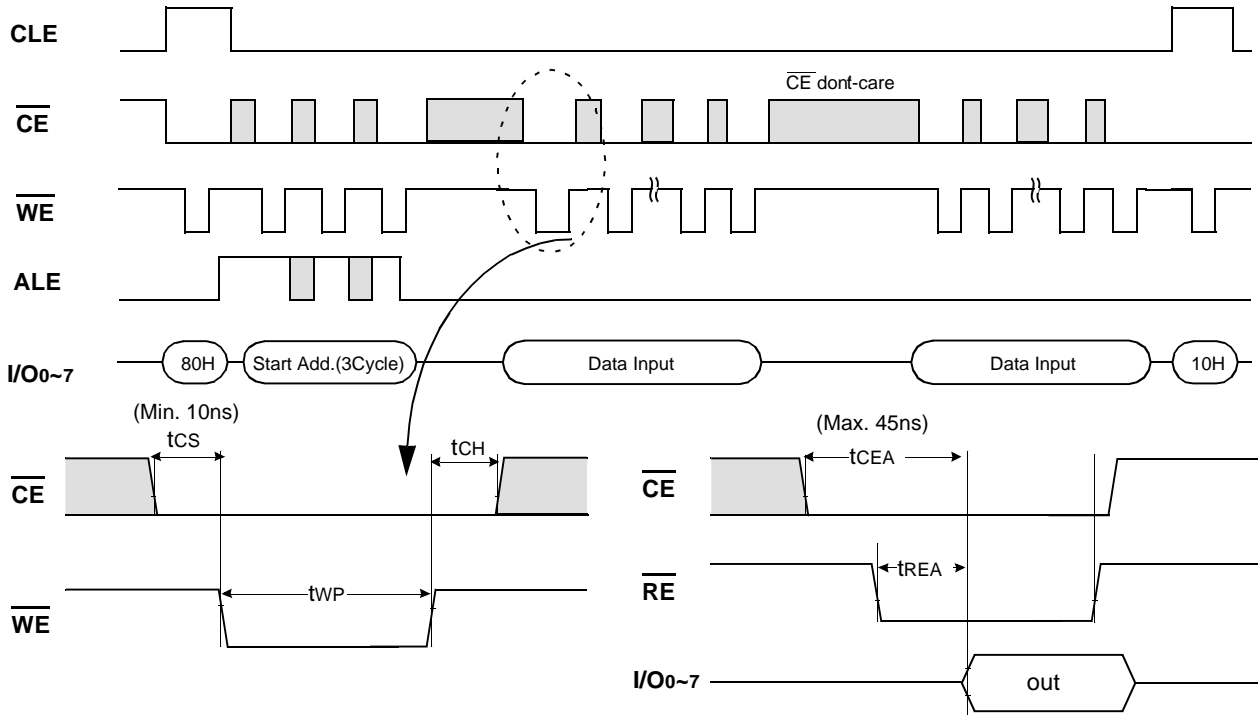 CLE
CE dont-care
CE
WE
ALE
I/O0~7 80H Start Add.(3Cycle) Data Input Data Input 10H
(Min. 10ns)
tCS
tCH
CE
tWP
WE
(Max. 45ns)
tCEA
CE
tREA
RE
I/O0~7 out